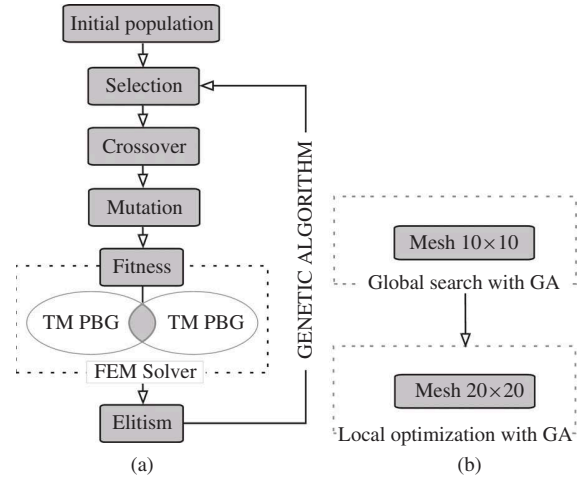 Initial population
Selection
Crossover
Mutation
Fitness
TM PBG
TM PBG
FEM Solver
Elitism
GENETIC ALGORITHM
(a)
Mesh 10×10
Global search with GA
Mesh 20×20
Local optimization with GA
(b)